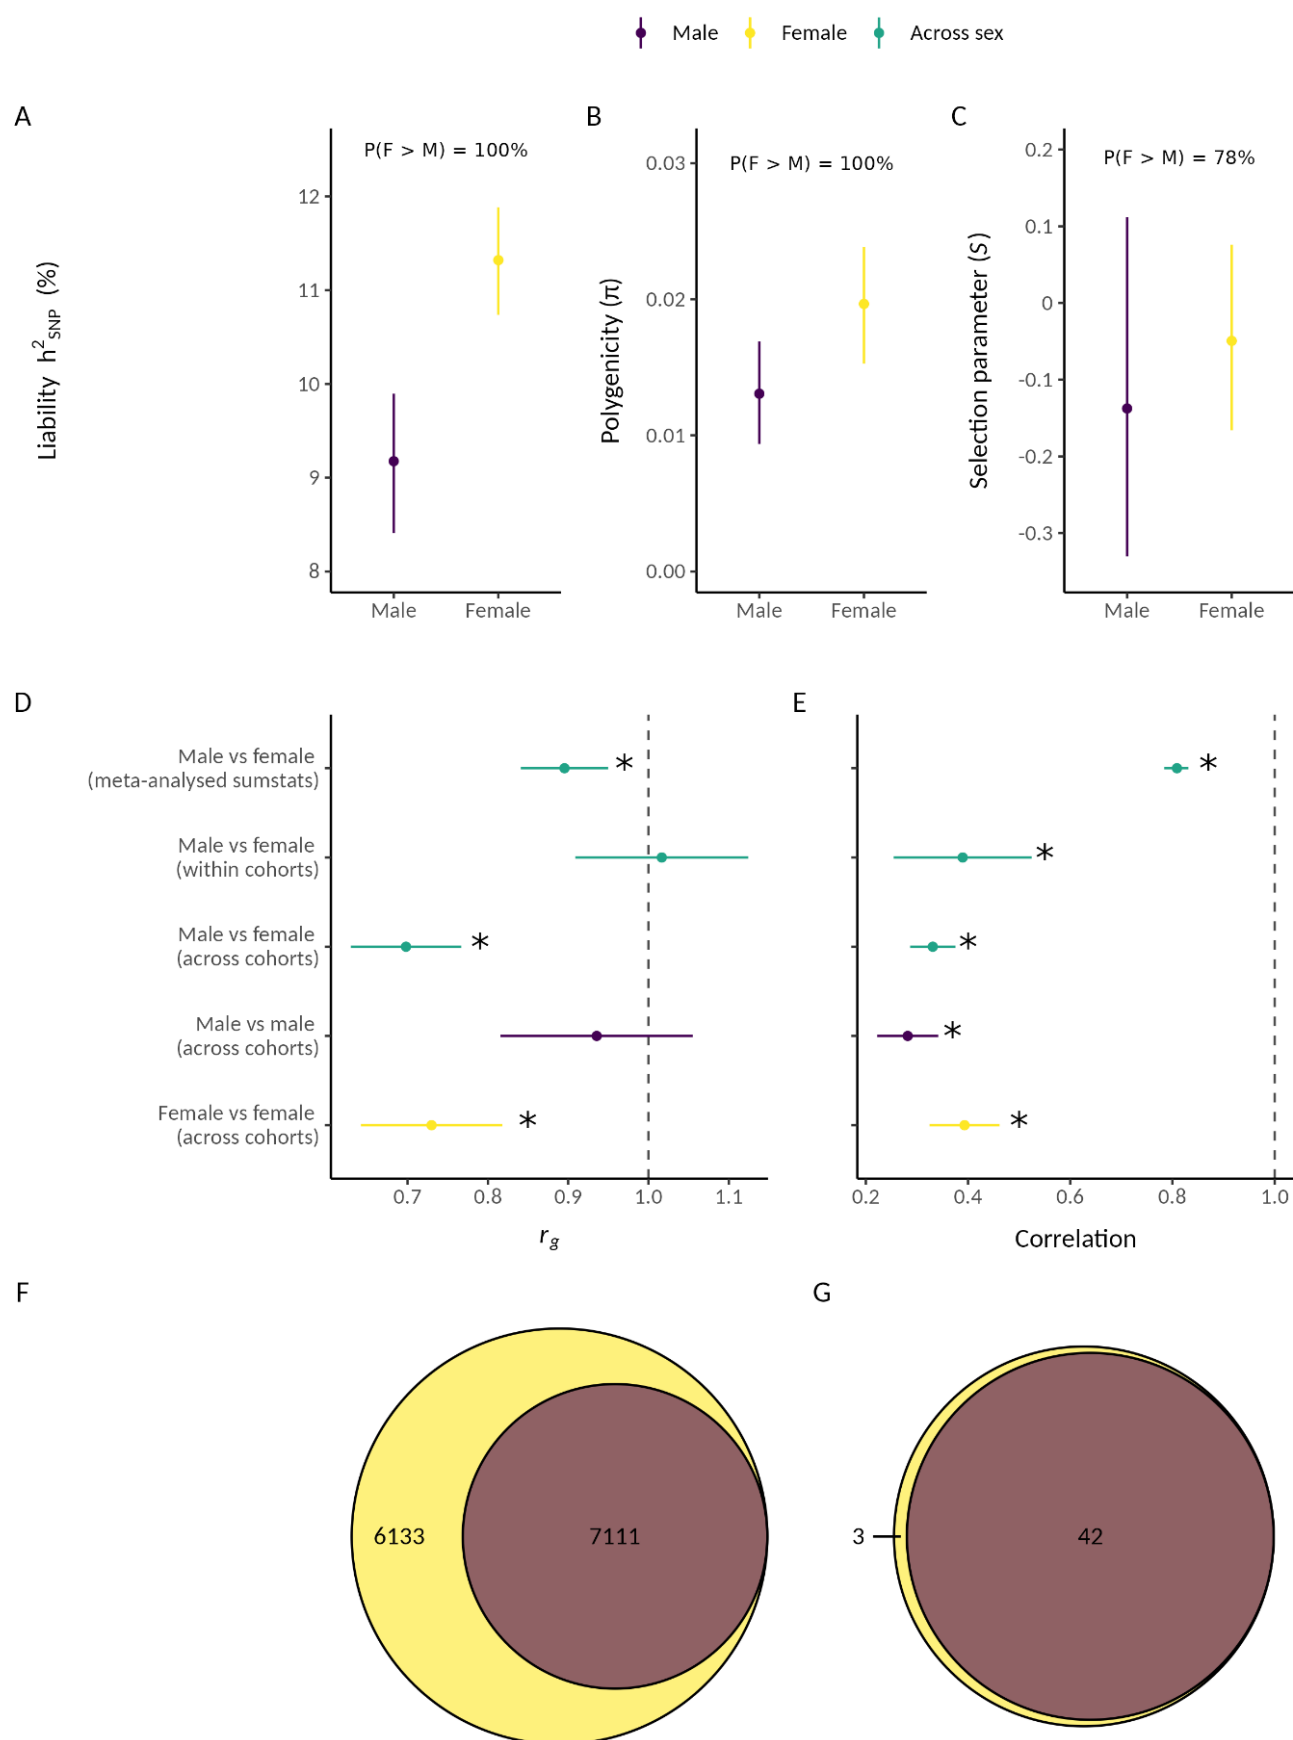 Male Female Across sex
A
P(F > M) = 100%
Liability h²SNP (%)
12
11
10
9
8
Male Female
B
P(F > M) = 100%
Polygenicity (π)
0.03
0.02
0.01
0.00
Male Female
C
P(F > M) = 78%
Selection parameter (S)
0.2
0.1
0
-0.1
-0.2
-0.3
Male Female
D
Male vs female
(meta-analysed sumstats)
Male vs female
(within cohorts)
Male vs female
(across cohorts)
Male vs male
(across cohorts)
Female vs female
(across cohorts)
*
*
*
0.7 0.8 0.9 1.0 1.1
rg
E
*
*
*
*
*
0.2 0.4 0.6 0.8 1.0
Correlation
F
6133 7111
G
3 42